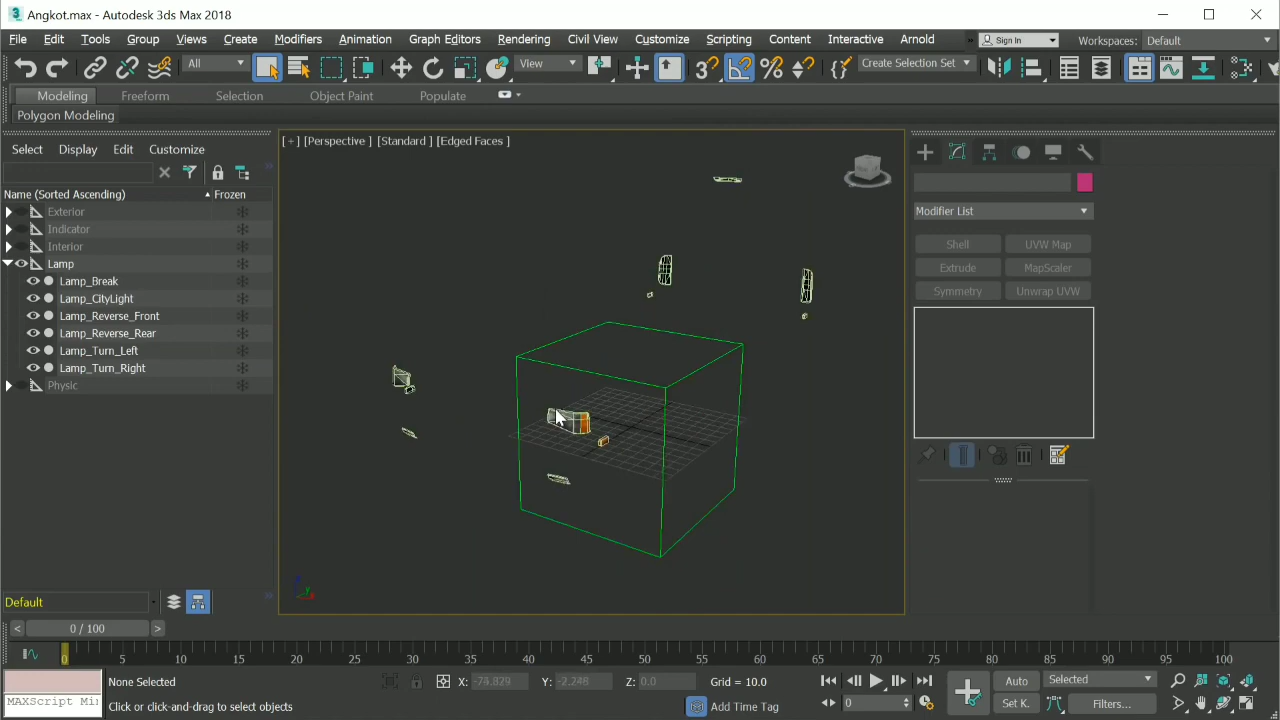 Angkot.max - Autodesk 3ds Max 2018
File Edit Tools Group Views Create Modifiers Animation Graph Editors Rendering Civil View Customize Scripting Content Interactive Arnold » Sign In Workspaces: Default
All View 3 Create Selection Set
Modeling Freeform Selection Object Paint Populate
Polygon Modeling
Select Display Edit Customize
Name (Sorted Ascending) Frozen
Exterior
Indicator
Interior
Lamp
Lamp_Break
Lamp_CityLight
Lamp_Reverse_Front
Lamp_Reverse_Rear
Lamp_Turn_Left
Lamp_Turn_Right
Physic
Default
[+] [Perspective ] [Standard ] [Edged Faces ]
Modifier List
Shell UVW Map
Extrude MapScaler
Symmetry Unwrap UVW
< 0 / 100 >
0 5 10 15 20 25 30 35 40 45 50 55 60 65 70 75 80 85 90 95 100
None Selected X: -74.829 Y: -2.248 Z: 0.0 Grid = 10.0 Auto Selected
MAXScript Mi Click or click-and-drag to select objects Add Time Tag 0 Set K. Filters...